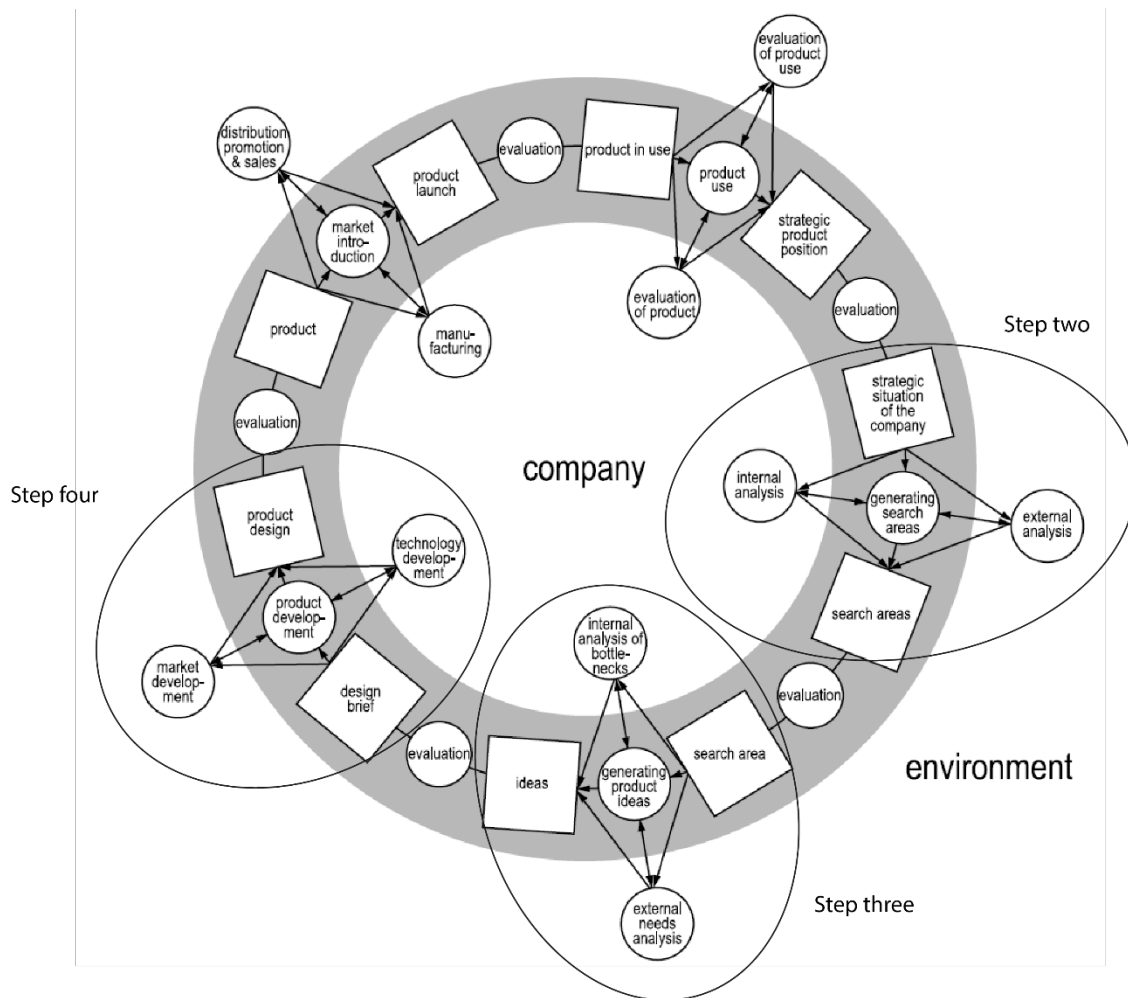 evaluation
of product
use
distribution
promotion
& sales
evaluation
product in use
product
launch
product
use
market
intro-
duction
strategic
product
position
evaluation
of product
product
manu-
facturing
evaluation
Step two
strategic
situation
of the
company
evaluation
company
internal
analysis
generating
search
areas
external
analysis
Step four
product
design
technology
development
product
develop-
ment
search areas
internal
analysis of
bottle-
necks
market
develop-
ment
design
brief
evaluation
evaluation
search area
ideas
generating
product
ideas
environment
Step three
external
needs
analysis